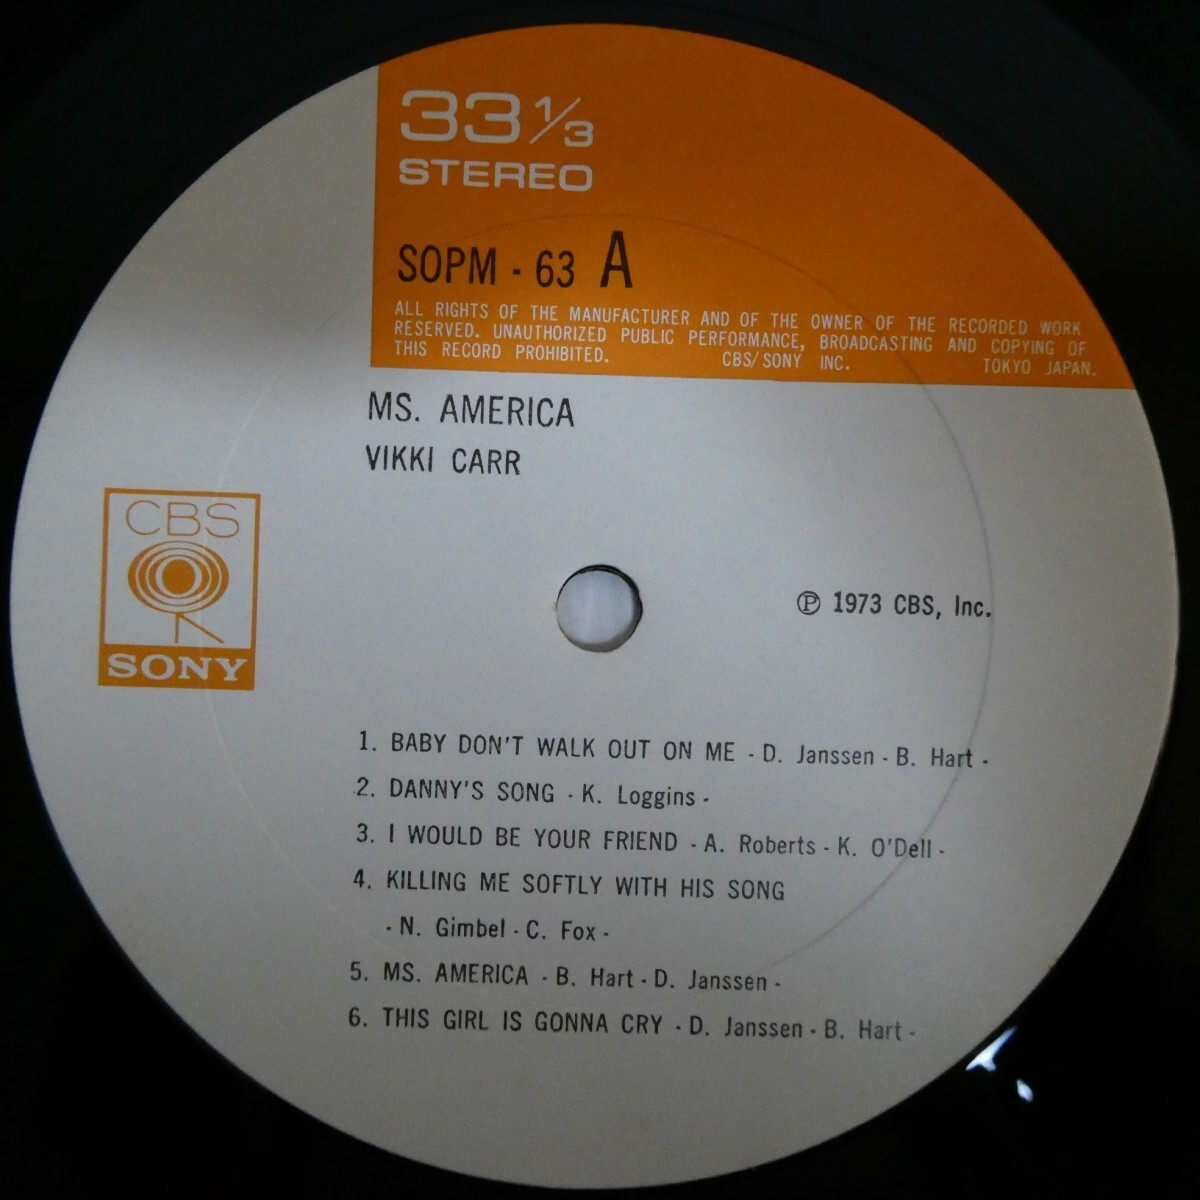 33 1/3
STEREO
SOPM - 63 A
ALL RIGHTS OF THE MANUFACTURER AND OF THE OWNER OF THE RECORDED WORK
RESERVED. UNAUTHORIZED PUBLIC PERFORMANCE, BROADCASTING AND COPYING OF
THIS RECORD PROHIBITED. CBS/SONY INC. TOKYO JAPAN.
MS. AMERICA
VIKKI CARR
CBS
SONY
℗ 1973 CBS, Inc.
1. BABY DON'T WALK OUT ON ME - D. Janssen - B. Hart -
2. DANNY'S SONG - K. Loggins -
3. I WOULD BE YOUR FRIEND - A. Roberts - K. O'Dell -
4. KILLING ME SOFTLY WITH HIS SONG
- N. Gimbel - C. Fox -
5. MS. AMERICA - B. Hart - D. Janssen -
6. THIS GIRL IS GONNA CRY - D. Janssen - B. Hart -